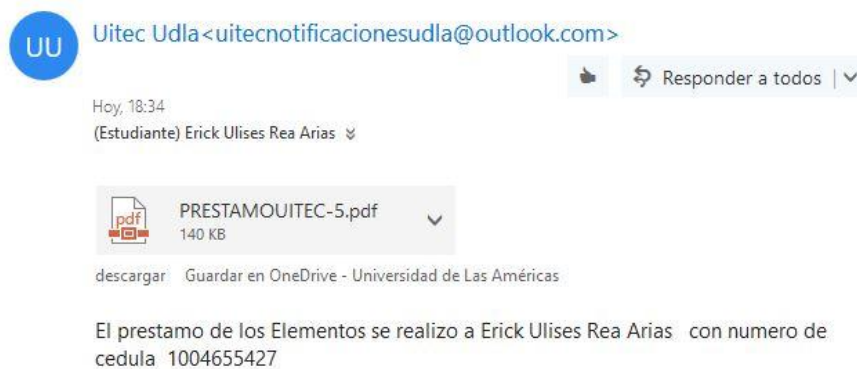 UU
Uitec Udla<uitecnotificacionesudla@outlook.com>
Responder a todos
Hoy, 18:34
(Estudiante) Erick Ulises Rea Arias
pdf
PRESTAMOUITEC-5.pdf
140 KB
descargar Guardar en OneDrive - Universidad de Las Américas
El prestamo de los Elementos se realizo a Erick Ulises Rea Arias con numero de
cedula 1004655427